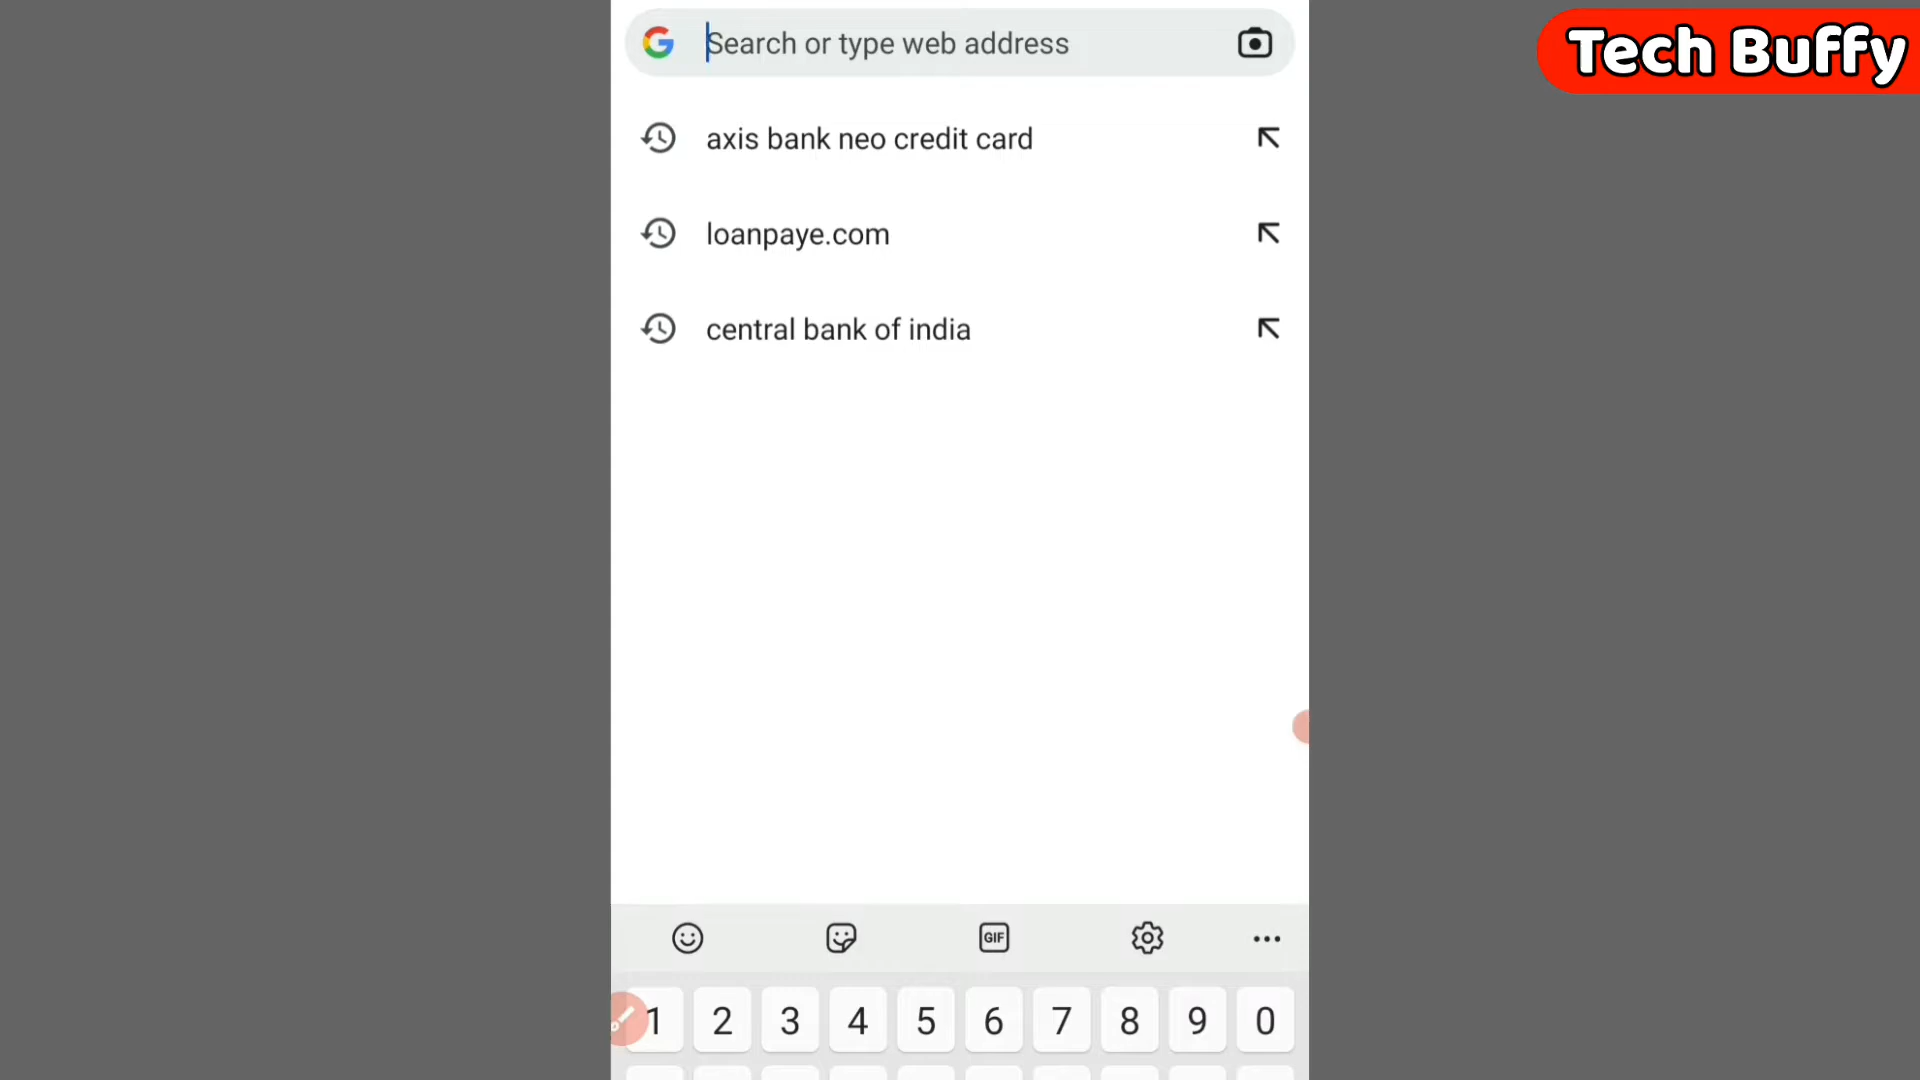 Search or type web address
Tech Buffy
axis bank neo credit card
loanpaye.com
central bank of india
GIF
1 2 3 4 5 6 7 8 9 0